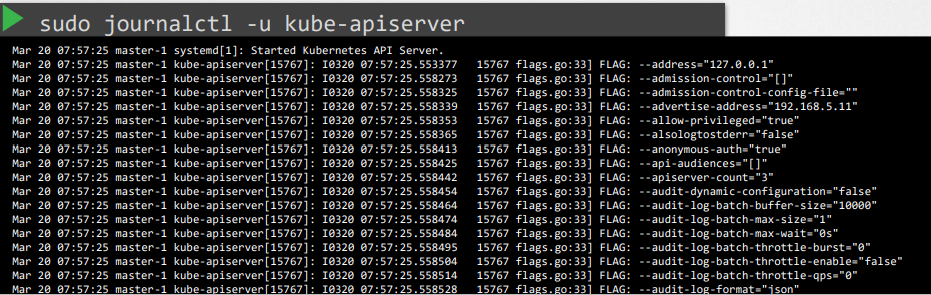 sudo journalctl -u kube-apiserver
Mar 20 07:57:25 master-1 systemd[1]: Started Kubernetes API Server.
Mar 20 07:57:25 master-1 kube-apiserver[15767]: I0320 07:57:25.553377   15767 flags.go:33] FLAG: --address="127.0.0.1"
Mar 20 07:57:25 master-1 kube-apiserver[15767]: I0320 07:57:25.558273   15767 flags.go:33] FLAG: --admission-control="[]"
Mar 20 07:57:25 master-1 kube-apiserver[15767]: I0320 07:57:25.558325   15767 flags.go:33] FLAG: --admission-control-config-file=""
Mar 20 07:57:25 master-1 kube-apiserver[15767]: I0320 07:57:25.558339   15767 flags.go:33] FLAG: --advertise-address="192.168.5.11"
Mar 20 07:57:25 master-1 kube-apiserver[15767]: I0320 07:57:25.558353   15767 flags.go:33] FLAG: --allow-privileged="true"
Mar 20 07:57:25 master-1 kube-apiserver[15767]: I0320 07:57:25.558365   15767 flags.go:33] FLAG: --alsologtostderr="false"
Mar 20 07:57:25 master-1 kube-apiserver[15767]: I0320 07:57:25.558413   15767 flags.go:33] FLAG: --anonymous-auth="true"
Mar 20 07:57:25 master-1 kube-apiserver[15767]: I0320 07:57:25.558425   15767 flags.go:33] FLAG: --api-audiences="[]"
Mar 20 07:57:25 master-1 kube-apiserver[15767]: I0320 07:57:25.558442   15767 flags.go:33] FLAG: --apiserver-count="3"
Mar 20 07:57:25 master-1 kube-apiserver[15767]: I0320 07:57:25.558454   15767 flags.go:33] FLAG: --audit-dynamic-configuration="false"
Mar 20 07:57:25 master-1 kube-apiserver[15767]: I0320 07:57:25.558464   15767 flags.go:33] FLAG: --audit-log-batch-buffer-size="10000"
Mar 20 07:57:25 master-1 kube-apiserver[15767]: I0320 07:57:25.558474   15767 flags.go:33] FLAG: --audit-log-batch-max-size="1"
Mar 20 07:57:25 master-1 kube-apiserver[15767]: I0320 07:57:25.558484   15767 flags.go:33] FLAG: --audit-log-batch-max-wait="0s"
Mar 20 07:57:25 master-1 kube-apiserver[15767]: I0320 07:57:25.558495   15767 flags.go:33] FLAG: --audit-log-batch-throttle-burst="0"
Mar 20 07:57:25 master-1 kube-apiserver[15767]: I0320 07:57:25.558504   15767 flags.go:33] FLAG: --audit-log-batch-throttle-enable="false"
Mar 20 07:57:25 master-1 kube-apiserver[15767]: I0320 07:57:25.558514   15767 flags.go:33] FLAG: --audit-log-batch-throttle-qps="0"
Mar 20 07:57:25 master-1 kube-apiserver[15767]: I0320 07:57:25.558528   15767 flags.go:33] FLAG: --audit-log-format="json"